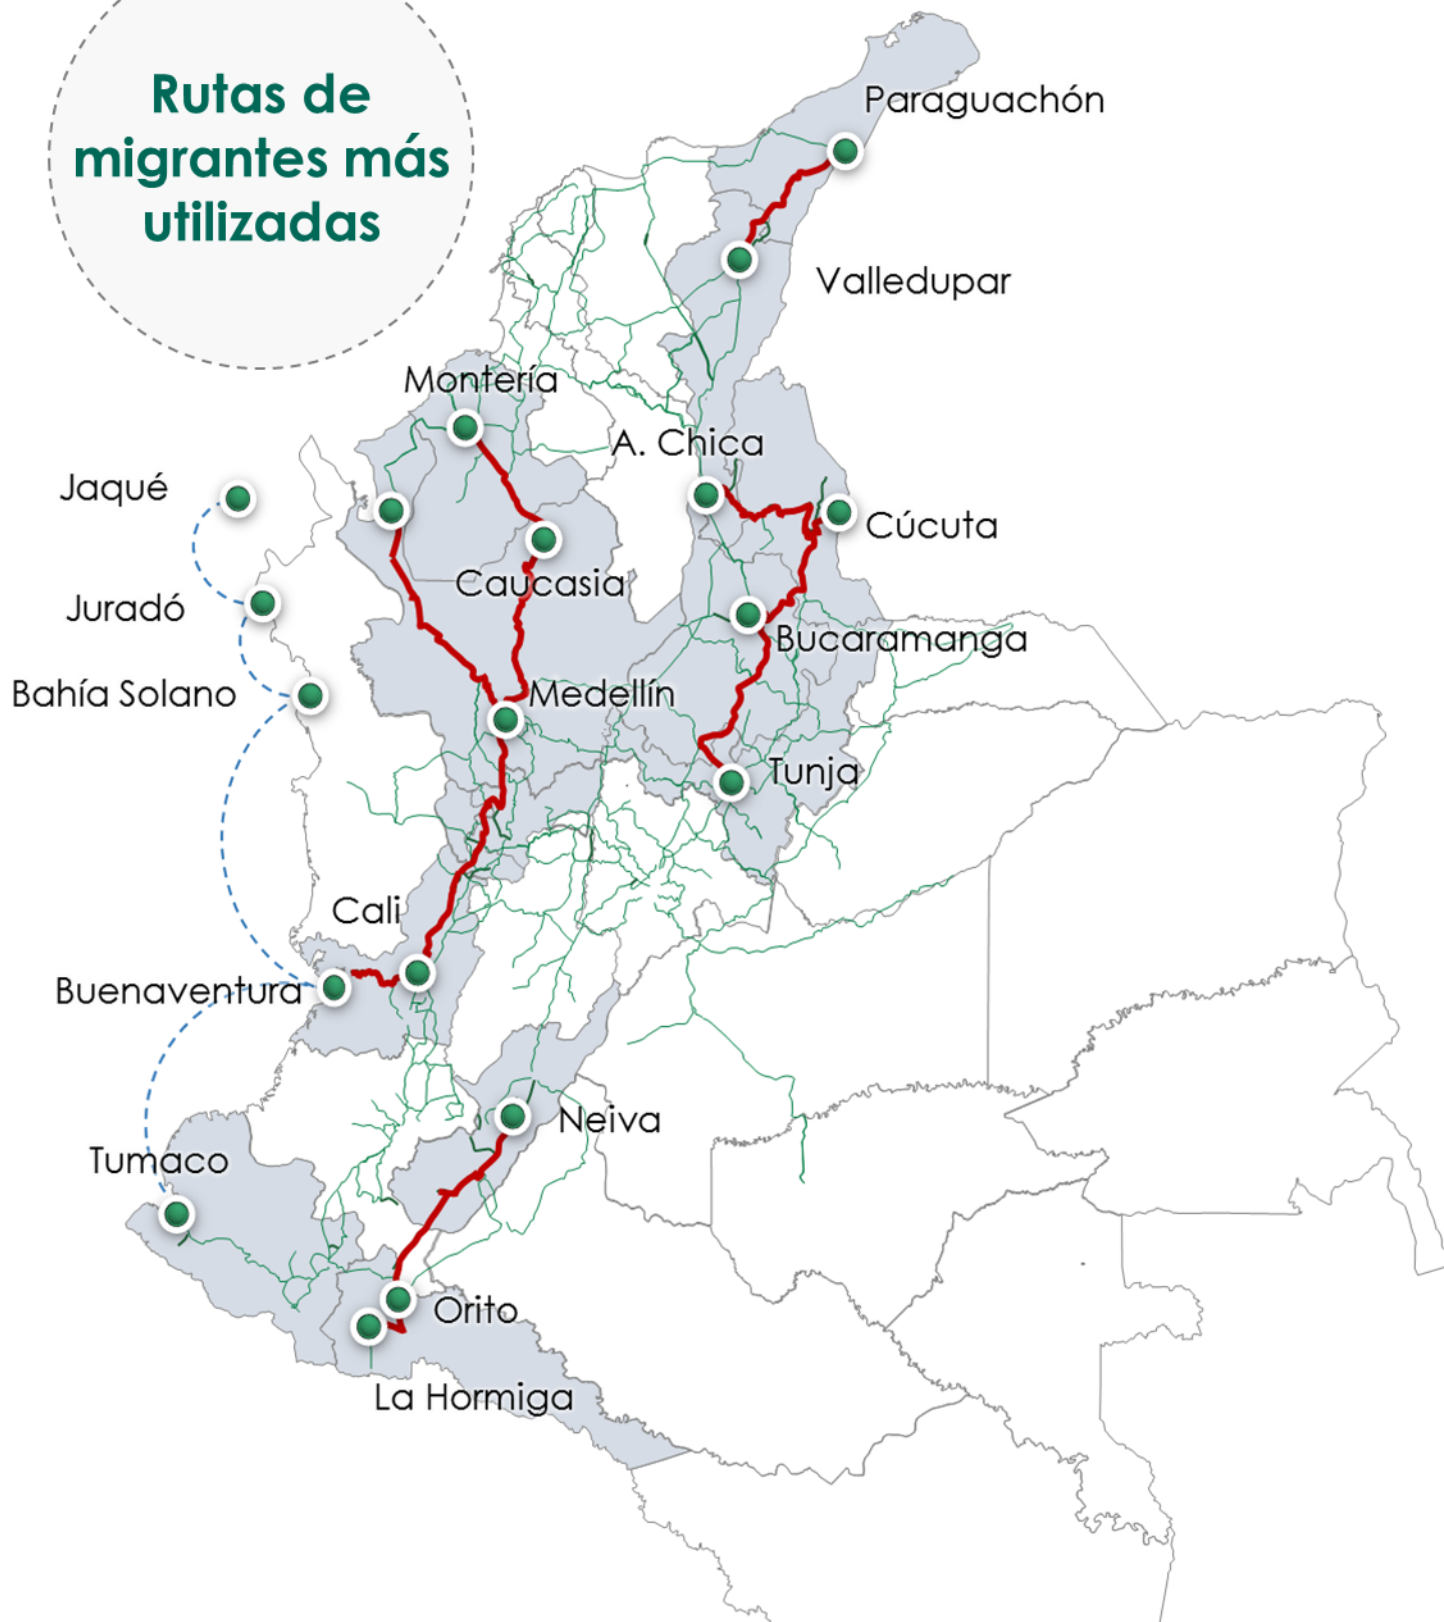 Rutas de
migrantes más
utilizadas
Paraguachón
Valledupar
Montería
A. Chica
Jaqué
Cúcuta
Caucasia
Juradó
Bucaramanga
Bahía Solano
Medellín
Tunja
Cali
Buenaventura
Neiva
Tumaco
Orito
La Hormiga